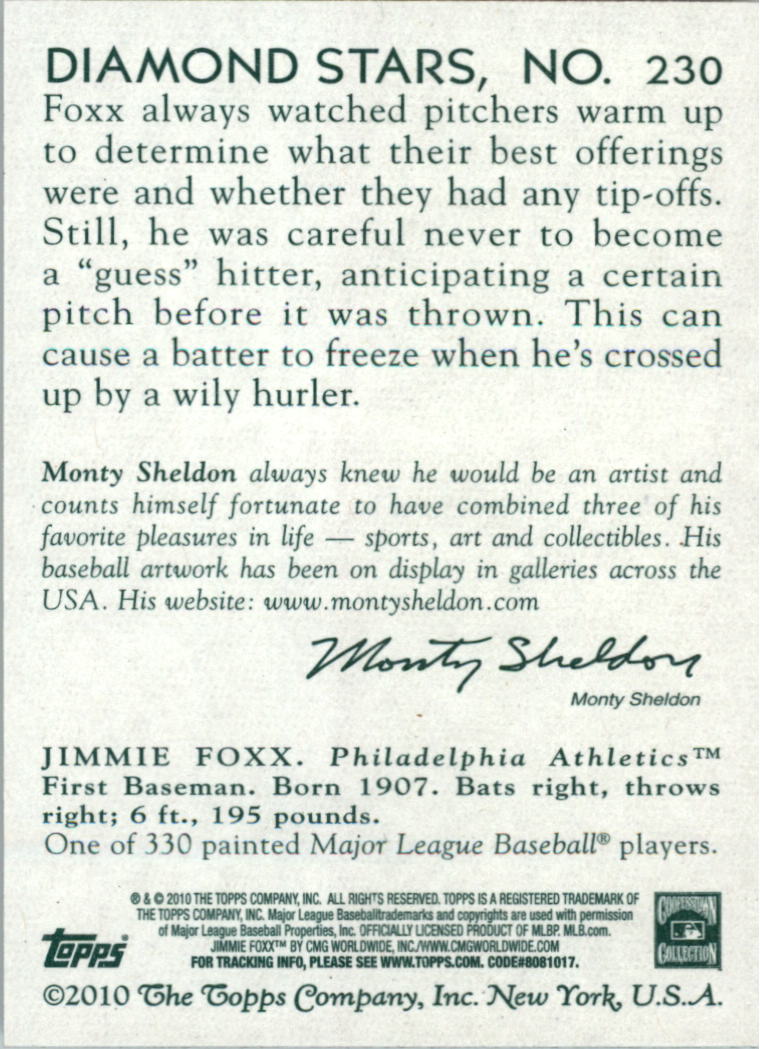 DIAMOND STARS, NO. 230
Foxx always watched pitchers warm up
to determine what their best offerings
were and whether they had any tip-offs.
Still, he was careful never to become
a “guess” hitter, anticipating a certain
pitch before it was thrown. This can
cause a batter to freeze when he’s crossed
up by a wily hurler.
Monty Sheldon always knew he would be an artist and
counts himself fortunate to have combined three of his
favorite pleasures in life — sports, art and collectibles. His
baseball artwork has been on display in galleries across the
USA. His website: www.montysheldon.com
Monty Sheldon
Monty Sheldon
JIMMIE FOXX. Philadelphia Athletics™
First Baseman. Born 1907. Bats right, throws
right; 6 ft., 195 pounds.
One of 330 painted Major League Baseball® players.
® & © 2010 THE TOPPS COMPANY, INC. ALL RIGHTS RESERVED. TOPPS IS A REGISTERED TRADEMARK OF
THE TOPPS COMPANY, INC. Major League Baseballtrademarks and copyrights are used with permission
of Major League Baseball Properties, Inc. OFFICIALLY LICENSED PRODUCT OF MLBP. MLB.com.
JIMMIE FOXX™ BY CMG WORLDWIDE, INC./WWW.CMGWORLDWIDE.COM
FOR TRACKING INFO, PLEASE SEE WWW.TOPPS.COM. CODE#8081017.
topps®
COOPERSTOWN
COLLECTION
©2010 The Topps Company, Inc. New York, U.S.A.